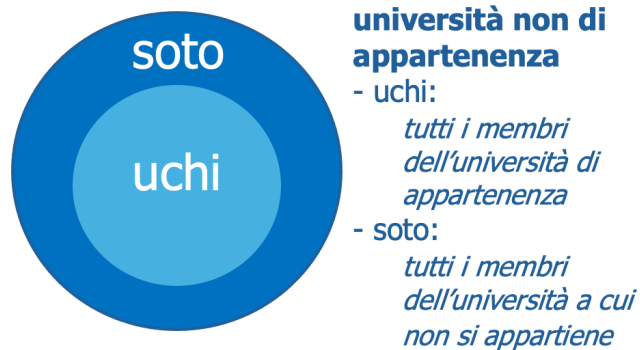 soto
uchi
università non di
appartenenza
- uchi:
tutti i membri
dell'università di
appartenenza
- soto:
tutti i membri
dell'università a cui
non si appartiene